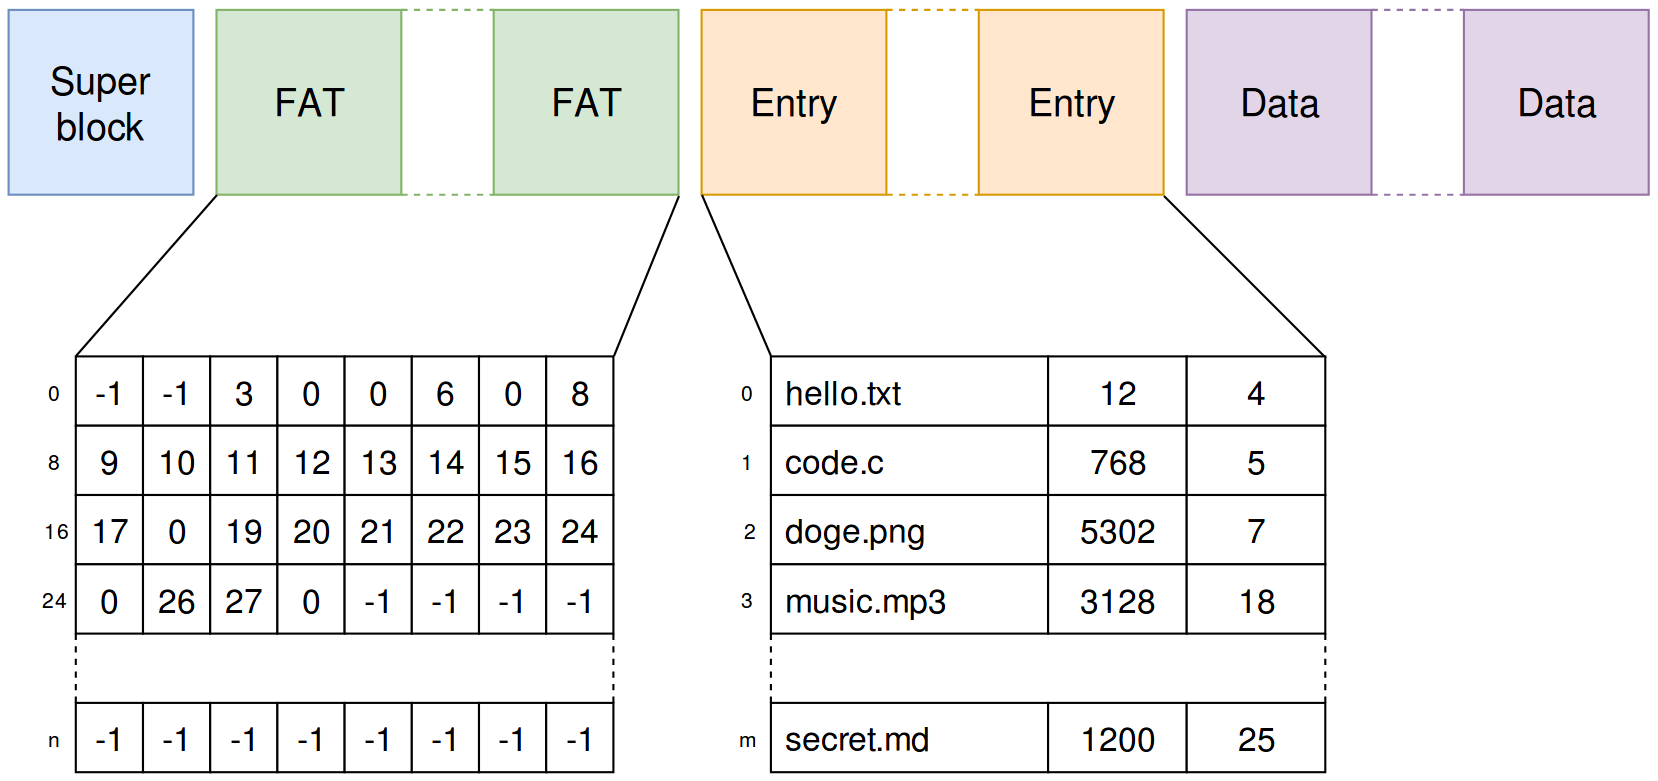 Super
block
FAT
FAT
Entry
Entry
Data
Data
0 -1 -1 3 0 0 6 0 8
8 9 10 11 12 13 14 15 16
16 17 0 19 20 21 22 23 24
24 0 26 27 0 -1 -1 -1 -1
n -1 -1 -1 -1 -1 -1 -1 -1
0 hello.txt 12 4
1 code.c 768 5
2 doge.png 5302 7
3 music.mp3 3128 18
m secret.md 1200 25